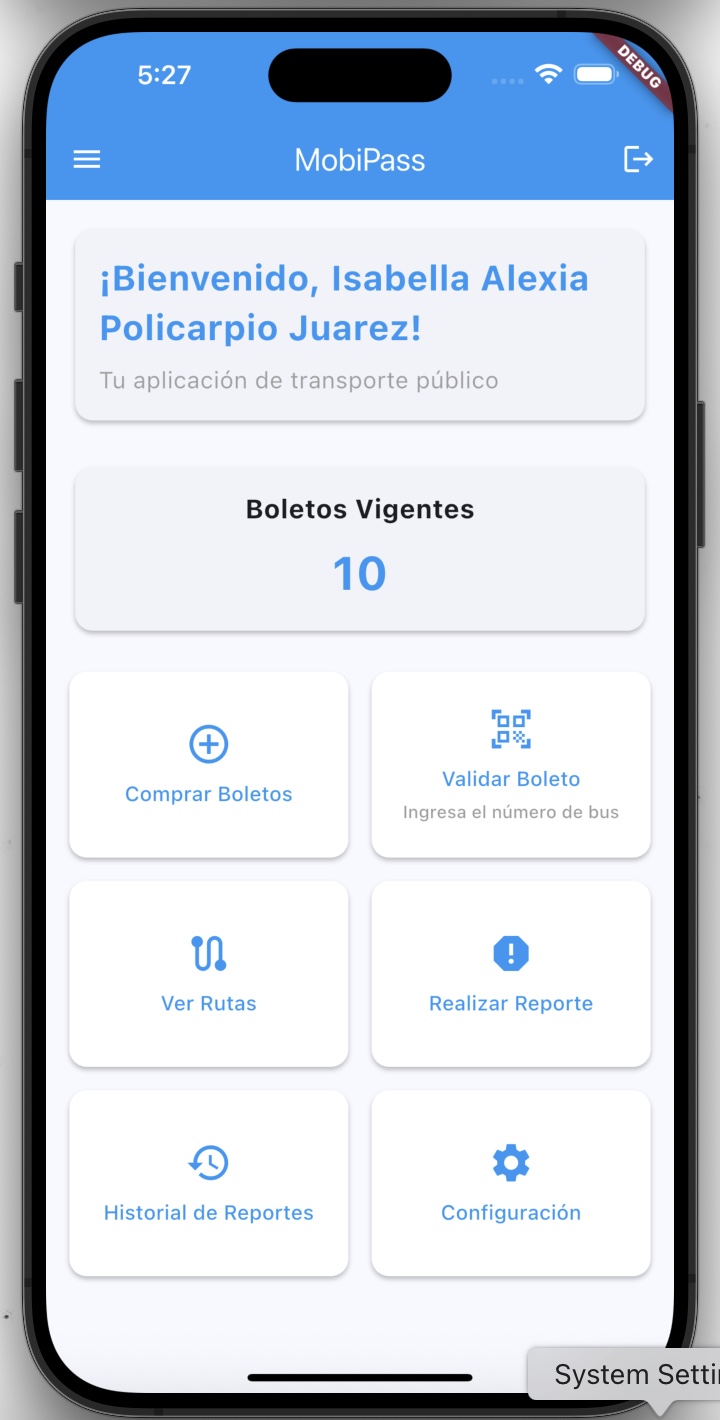 5:27
DEBUG
MobiPass
¡Bienvenido, Isabella Alexia
Policarpio Juarez!
Tu aplicación de transporte público
Boletos Vigentes
10
Comprar Boletos
Validar Boleto
Ingresa el número de bus
Ver Rutas
Realizar Reporte
Historial de Reportes
Configuración
System